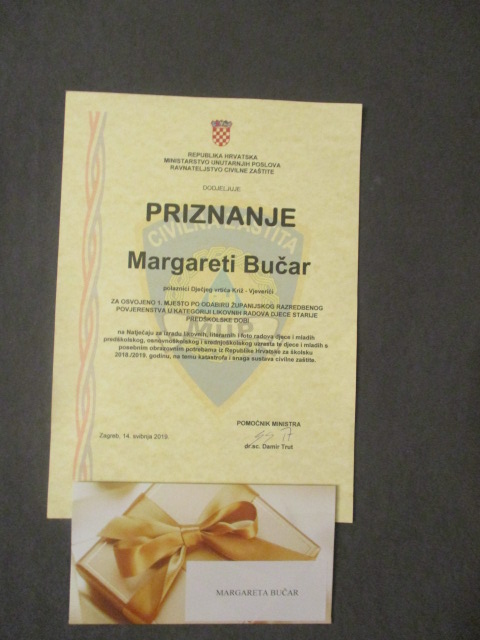 REPUBLIKA HRVATSKA
MINISTARSTVO UNUTARNJIH POSLOVA
RAVNATELJSTVO CIVILNE ZAŠTITE
DODJELJUJE
PRIZNANJE
CIVILNA ZAŠTITA
Margareti Bučar
polaznici Dječjeg vrtića Križ - Vjeverići
ZA OSVOJENO 1. MJESTO PO ODABIRU ŽUPANIJSKOG RAZREDBENOG
POVJERENSTVA U KATEGORIJI LIKOVNIH RADOVA DJECE STARIJE
PREDŠKOLSKE DOBI
MUP
na Natječaju za izradu likovnih, literarnih i foto radova djece i mladih
predškolskog, osnovnoškolskog i srednjoškolskog uzrasta te djece i mladih s
posebnim obrazovnim potrebama iz Republike Hrvatske za školsku
2018./2019. godinu, na temu katastrofa i snaga sustava civilne zaštite.
POMOĆNIK MINISTRA
Zagreb, 14. svibnja 2019.
dr.sc. Damir Trut
MARGARETA BUČAR